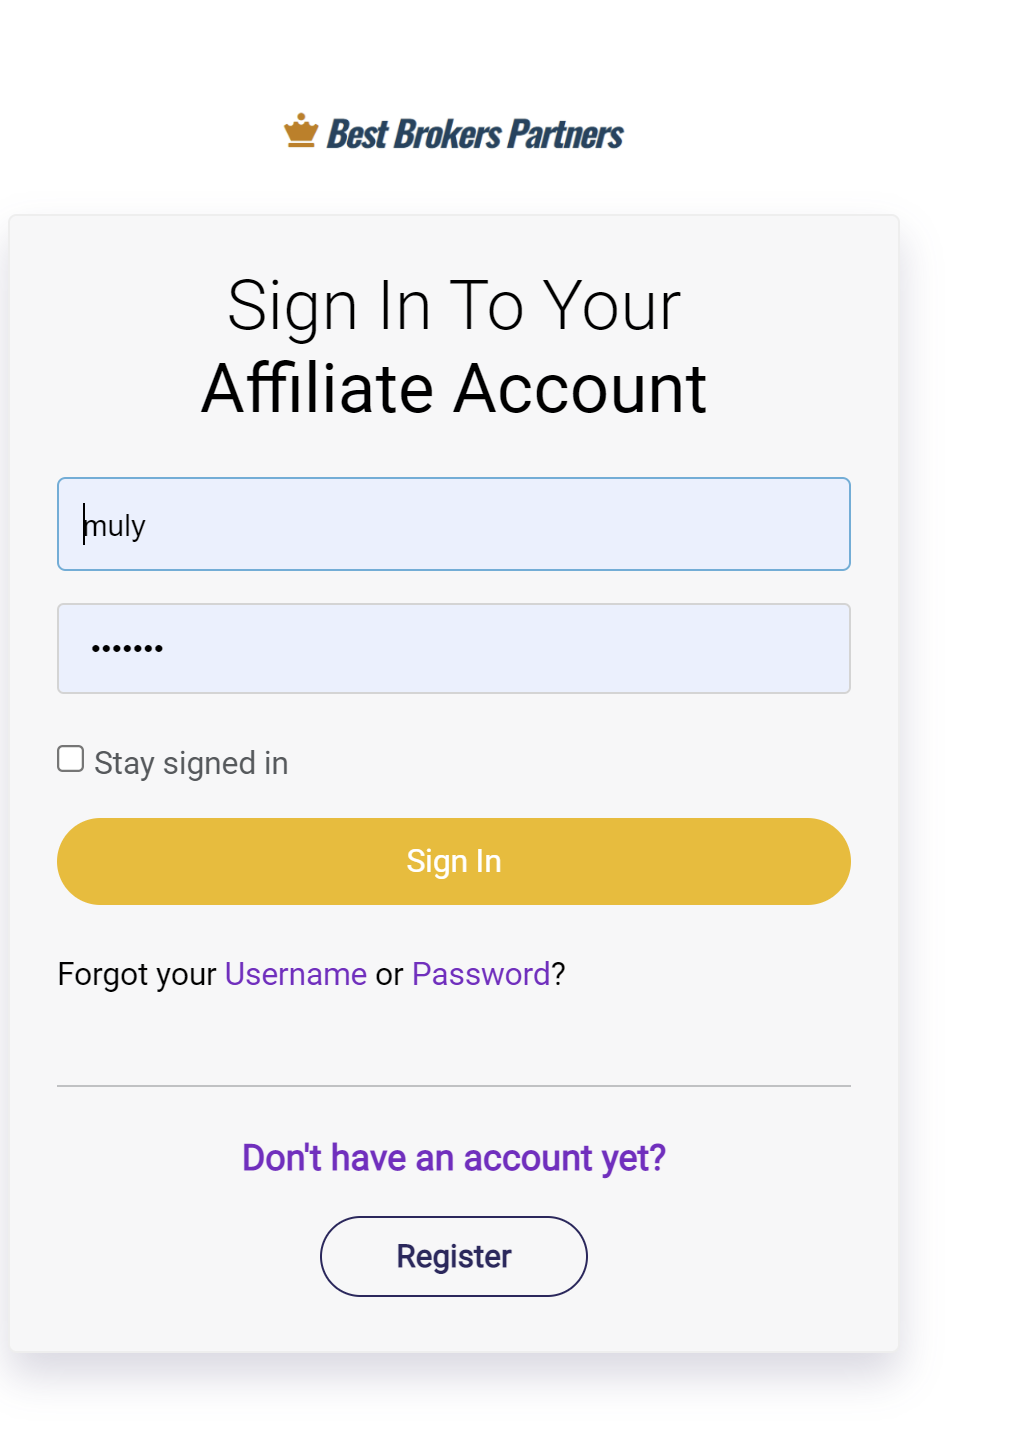 Best Brokers Partners
Sign In To Your
Affiliate Account
muly
•••••••
Stay signed in
Sign In
Forgot your Username or Password?
Don't have an account yet?
Register